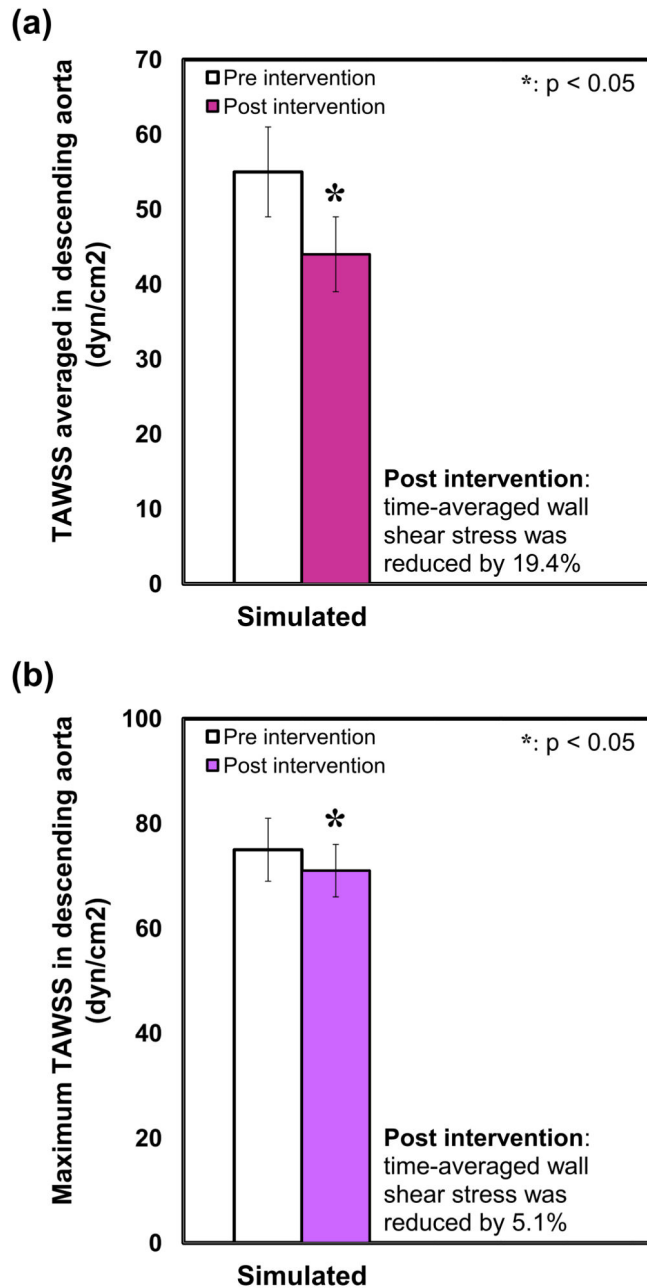 (a)
TAWSS averaged in descending aorta
(dyn/cm2)
70
60
50
40
30
20
10
0
Pre intervention
Post intervention
*: p < 0.05
*
Post intervention:
time-averaged wall
shear stress was
reduced by 19.4%
Simulated
(b)
Maximum TAWSS in descending aorta
(dyn/cm2)
100
80
60
40
20
0
Pre intervention
Post intervention
*: p < 0.05
*
Post intervention:
time-averaged wall
shear stress was
reduced by 5.1%
Simulated